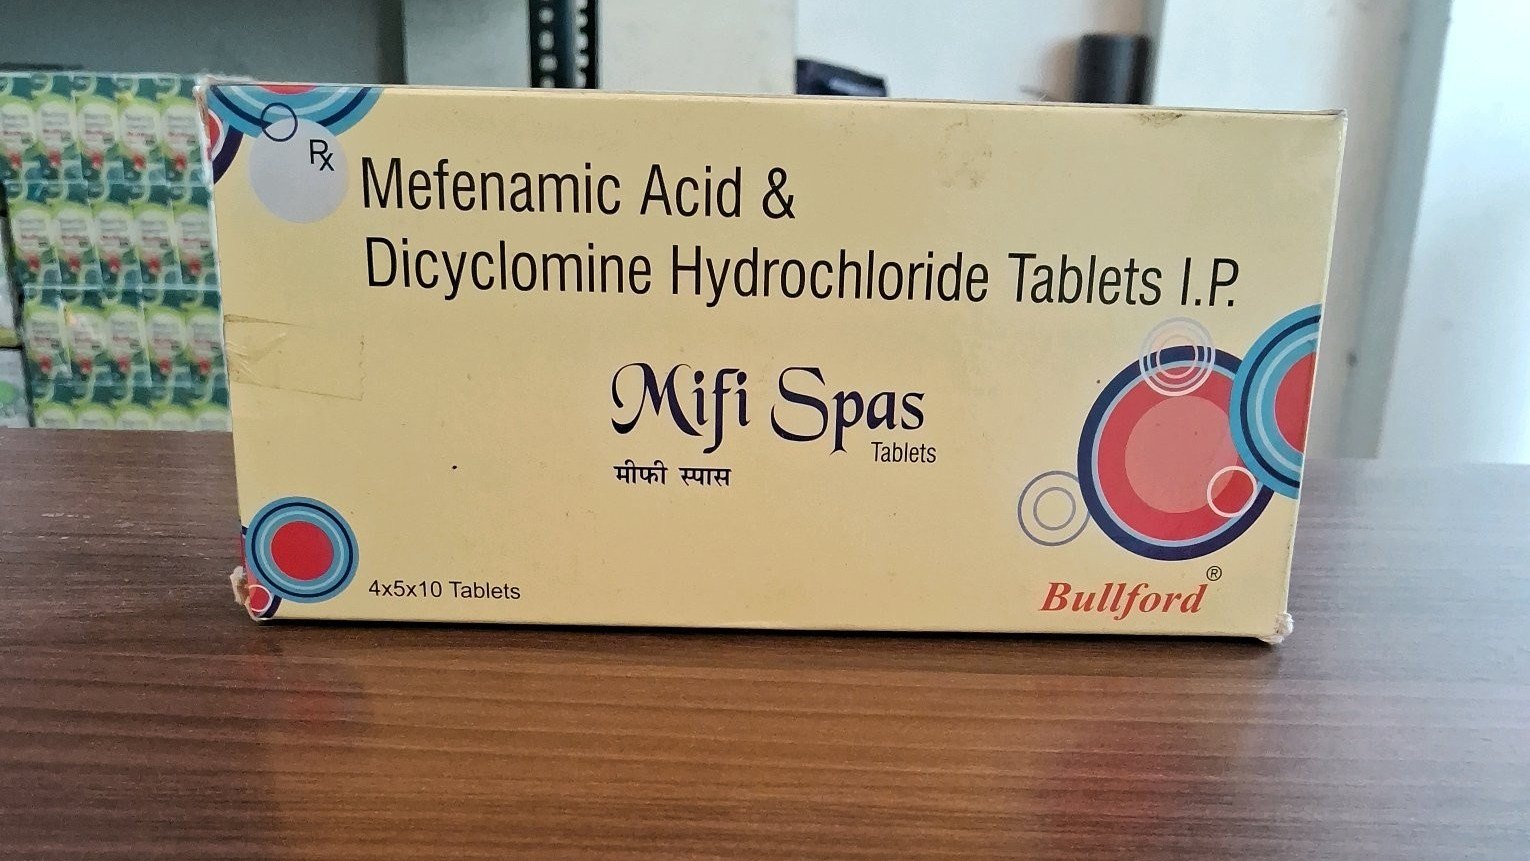 Rx
Mefenamic Acid &
Dicyclomine Hydrochloride Tablets I.P.
Mifi Spas
Tablets
मीफी स्पास
4x5x10 Tablets
Bullford®